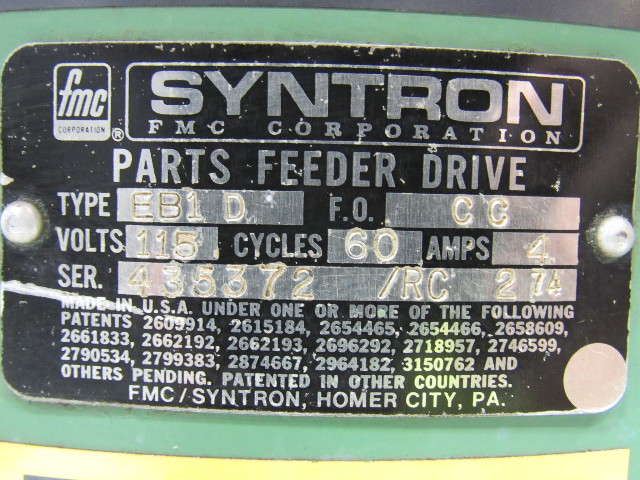 fmc SYNTRON
CORPORATION ® FMC CORPORATION
PARTS FEEDER DRIVE
TYPE EB1 D F.O. CC
VOLTS 115 CYCLES 60 AMPS 4
SER. 435372 /RC 274
MADE IN U.S.A. UNDER ONE OR MORE OF THE FOLLOWING
PATENTS 2609914, 2615184, 2654465, 2654466, 2658609,
2661833, 2662192, 2662193, 2696292, 2718957, 2746599,
2790534, 2799383, 2874667, 2964182, 3150762 AND
OTHERS PENDING. PATENTED IN OTHER COUNTRIES.
FMC/SYNTRON, HOMER CITY, PA.